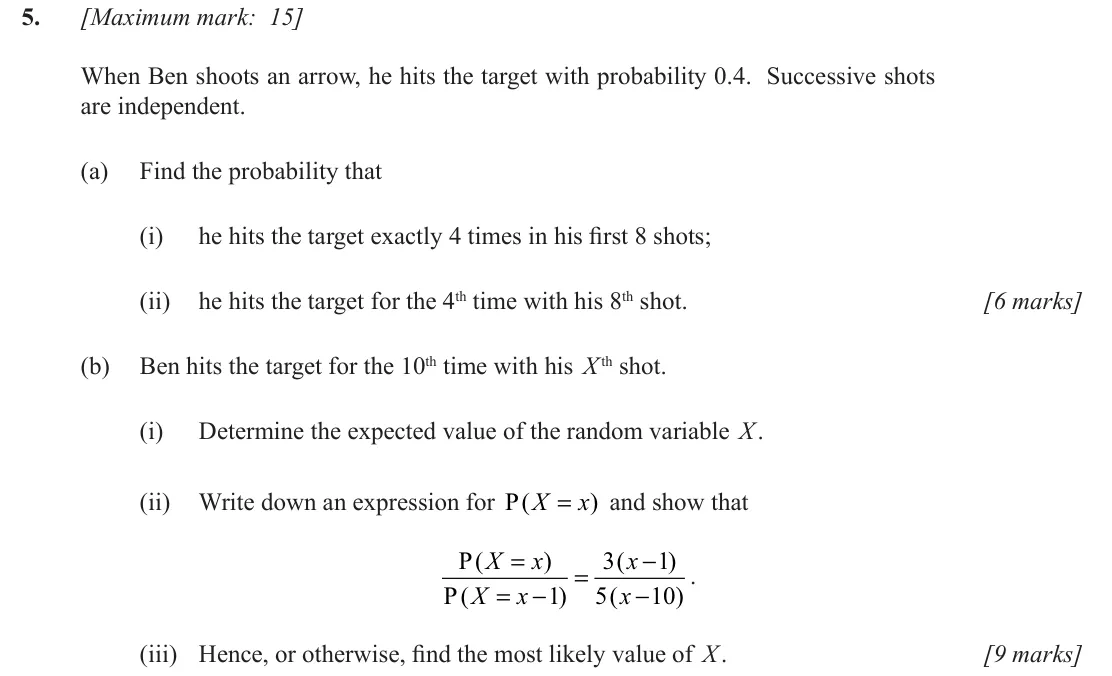 5. [Maximum mark: 15]
When Ben shoots an arrow, he hits the target with probability 0.4. Successive shots
are independent.
(a) Find the probability that
(i) he hits the target exactly 4 times in his first 8 shots;
(ii) he hits the target for the 4th time with his 8th shot. [6 marks]
(b) Ben hits the target for the 10th time with his Xth shot.
(i) Determine the expected value of the random variable X.
(ii) Write down an expression for P(X = x) and show that
P(X = x) / P(X = x − 1) = 3(x − 1) / 5(x − 10) .
(iii) Hence, or otherwise, find the most likely value of X. [9 marks]